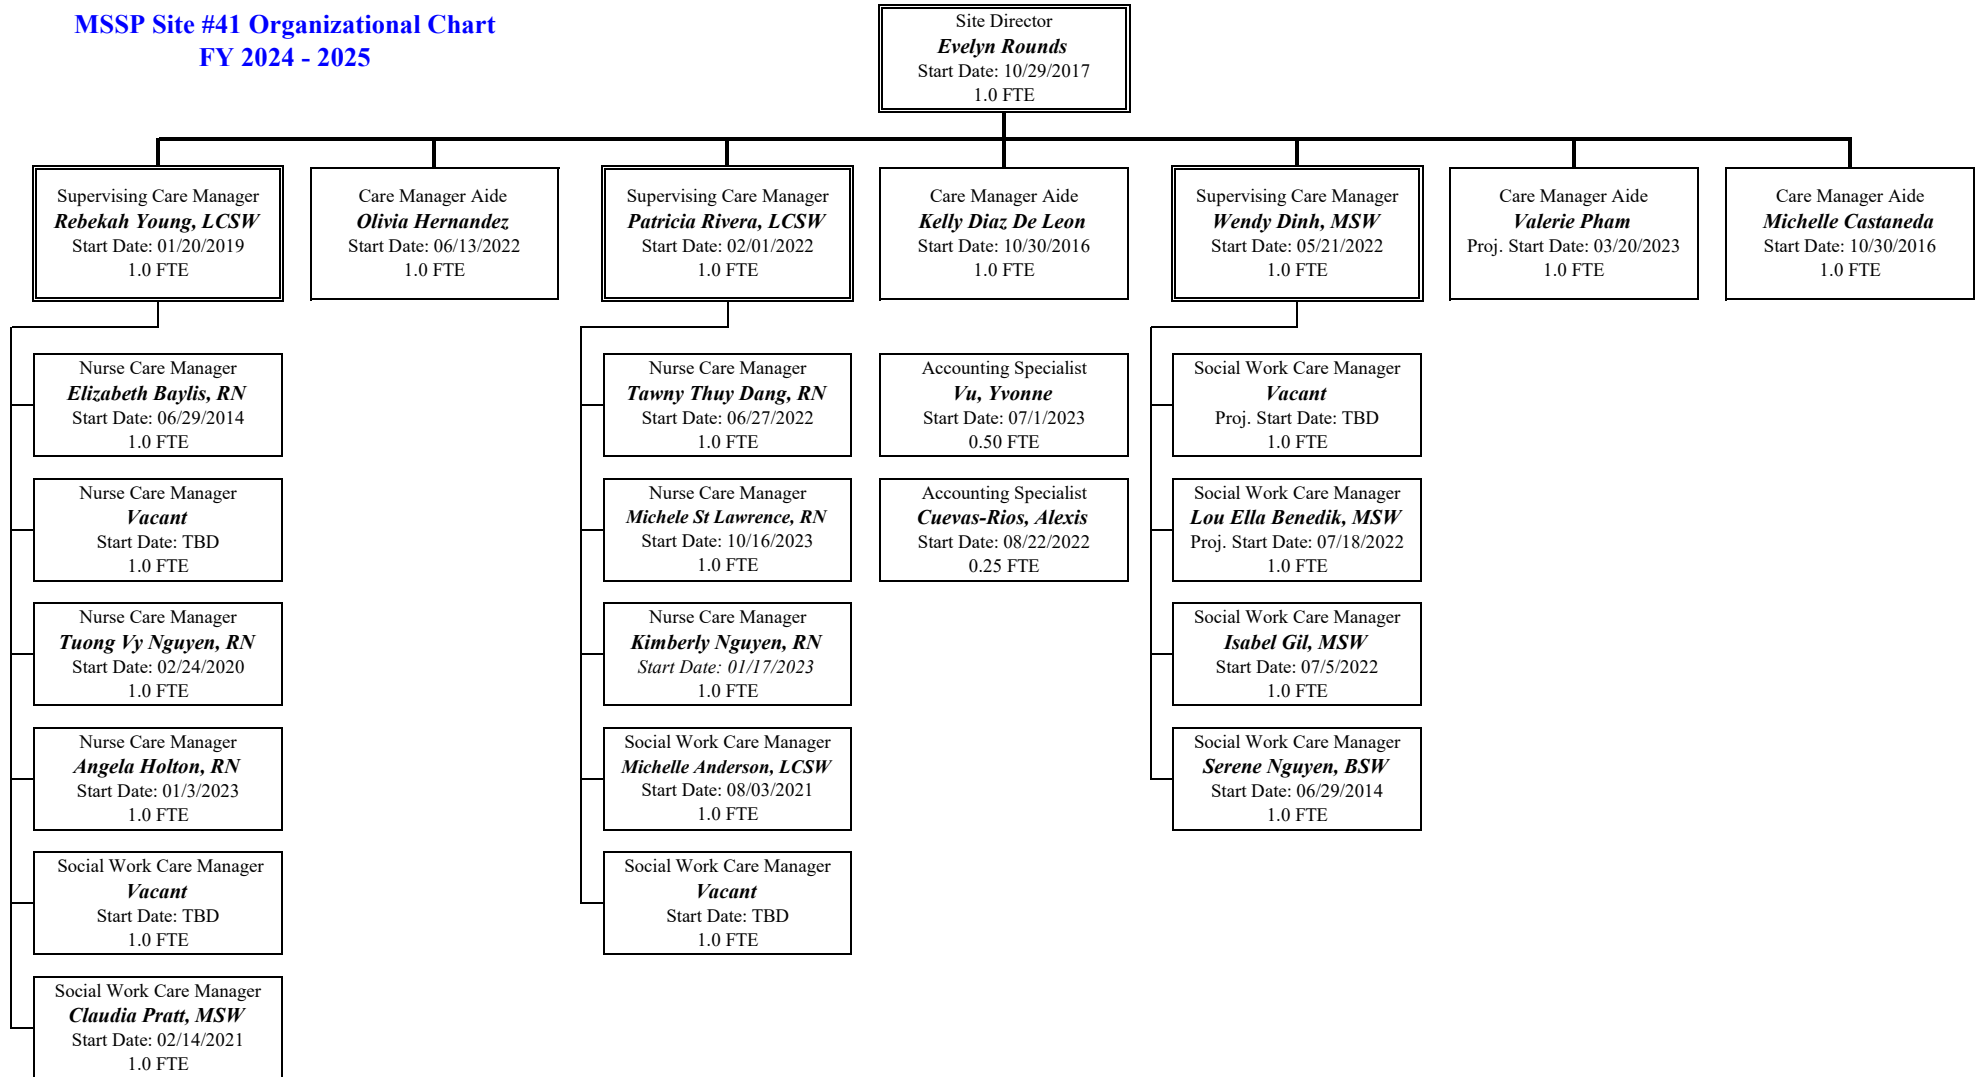 MSSP Site #41 Organizational Chart
FY 2024 - 2025
Site Director
Evelyn Rounds
Start Date: 10/29/2017
1.0 FTE
Supervising Care Manager
Rebekah Young, LCSW
Start Date: 01/20/2019
1.0 FTE
Care Manager Aide
Olivia Hernandez
Start Date: 06/13/2022
1.0 FTE
Supervising Care Manager
Patricia Rivera, LCSW
Start Date: 02/01/2022
1.0 FTE
Care Manager Aide
Kelly Diaz De Leon
Start Date: 10/30/2016
1.0 FTE
Supervising Care Manager
Wendy Dinh, MSW
Start Date: 05/21/2022
1.0 FTE
Care Manager Aide
Valerie Pham
Proj. Start Date: 03/20/2023
1.0 FTE
Care Manager Aide
Michelle Castaneda
Start Date: 10/30/2016
1.0 FTE
Nurse Care Manager
Elizabeth Baylis, RN
Start Date: 06/29/2014
1.0 FTE
Nurse Care Manager
Vacant
Start Date: TBD
1.0 FTE
Nurse Care Manager
Tuong Vy Nguyen, RN
Start Date: 02/24/2020
1.0 FTE
Nurse Care Manager
Angela Holton, RN
Start Date: 01/3/2023
1.0 FTE
Social Work Care Manager
Vacant
Start Date: TBD
1.0 FTE
Social Work Care Manager
Claudia Pratt, MSW
Start Date: 02/14/2021
1.0 FTE
Nurse Care Manager
Tawny Thuy Dang, RN
Start Date: 06/27/2022
1.0 FTE
Nurse Care Manager
Michele St Lawrence, RN
Start Date: 10/16/2023
1.0 FTE
Nurse Care Manager
Kimberly Nguyen, RN
Start Date: 01/17/2023
1.0 FTE
Social Work Care Manager
Michelle Anderson, LCSW
Start Date: 08/03/2021
1.0 FTE
Social Work Care Manager
Vacant
Start Date: TBD
1.0 FTE
Accounting Specialist
Vu, Yvonne
Start Date: 07/1/2023
0.50 FTE
Accounting Specialist
Cuevas-Rios, Alexis
Start Date: 08/22/2022
0.25 FTE
Social Work Care Manager
Vacant
Proj. Start Date: TBD
1.0 FTE
Social Work Care Manager
Lou Ella Benedik, MSW
Proj. Start Date: 07/18/2022
1.0 FTE
Social Work Care Manager
Isabel Gil, MSW
Start Date: 07/5/2022
1.0 FTE
Social Work Care Manager
Serene Nguyen, BSW
Start Date: 06/29/2014
1.0 FTE